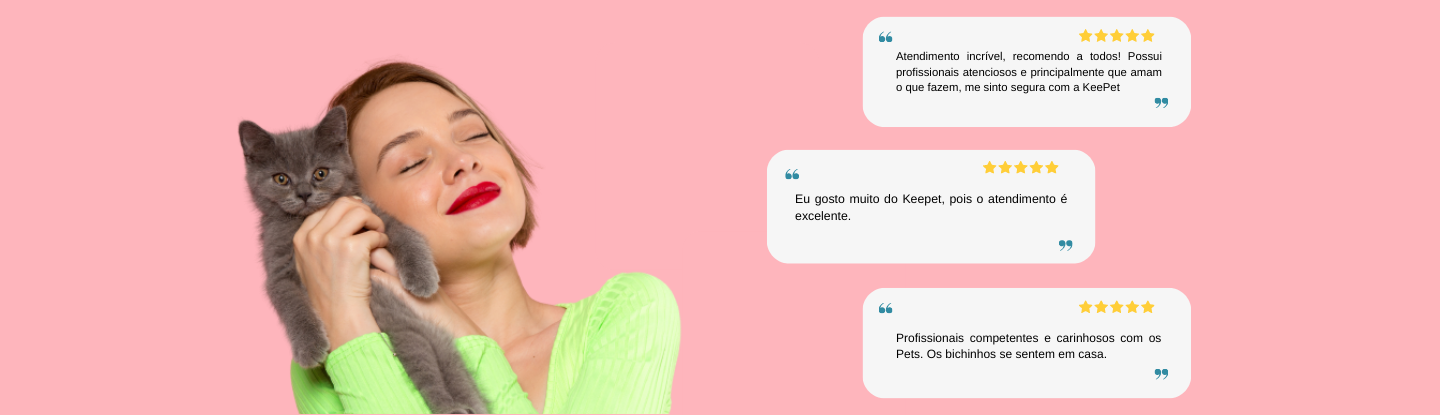 Atendimento incrível, recomendo a todos! Possui
profissionais atenciosos e principalmente que amam
o que fazem, me sinto segura com a KeePet
Eu gosto muito do Keepet, pois o atendimento é
excelente.
Profissionais competentes e carinhosos com os
Pets. Os bichinhos se sentem em casa.